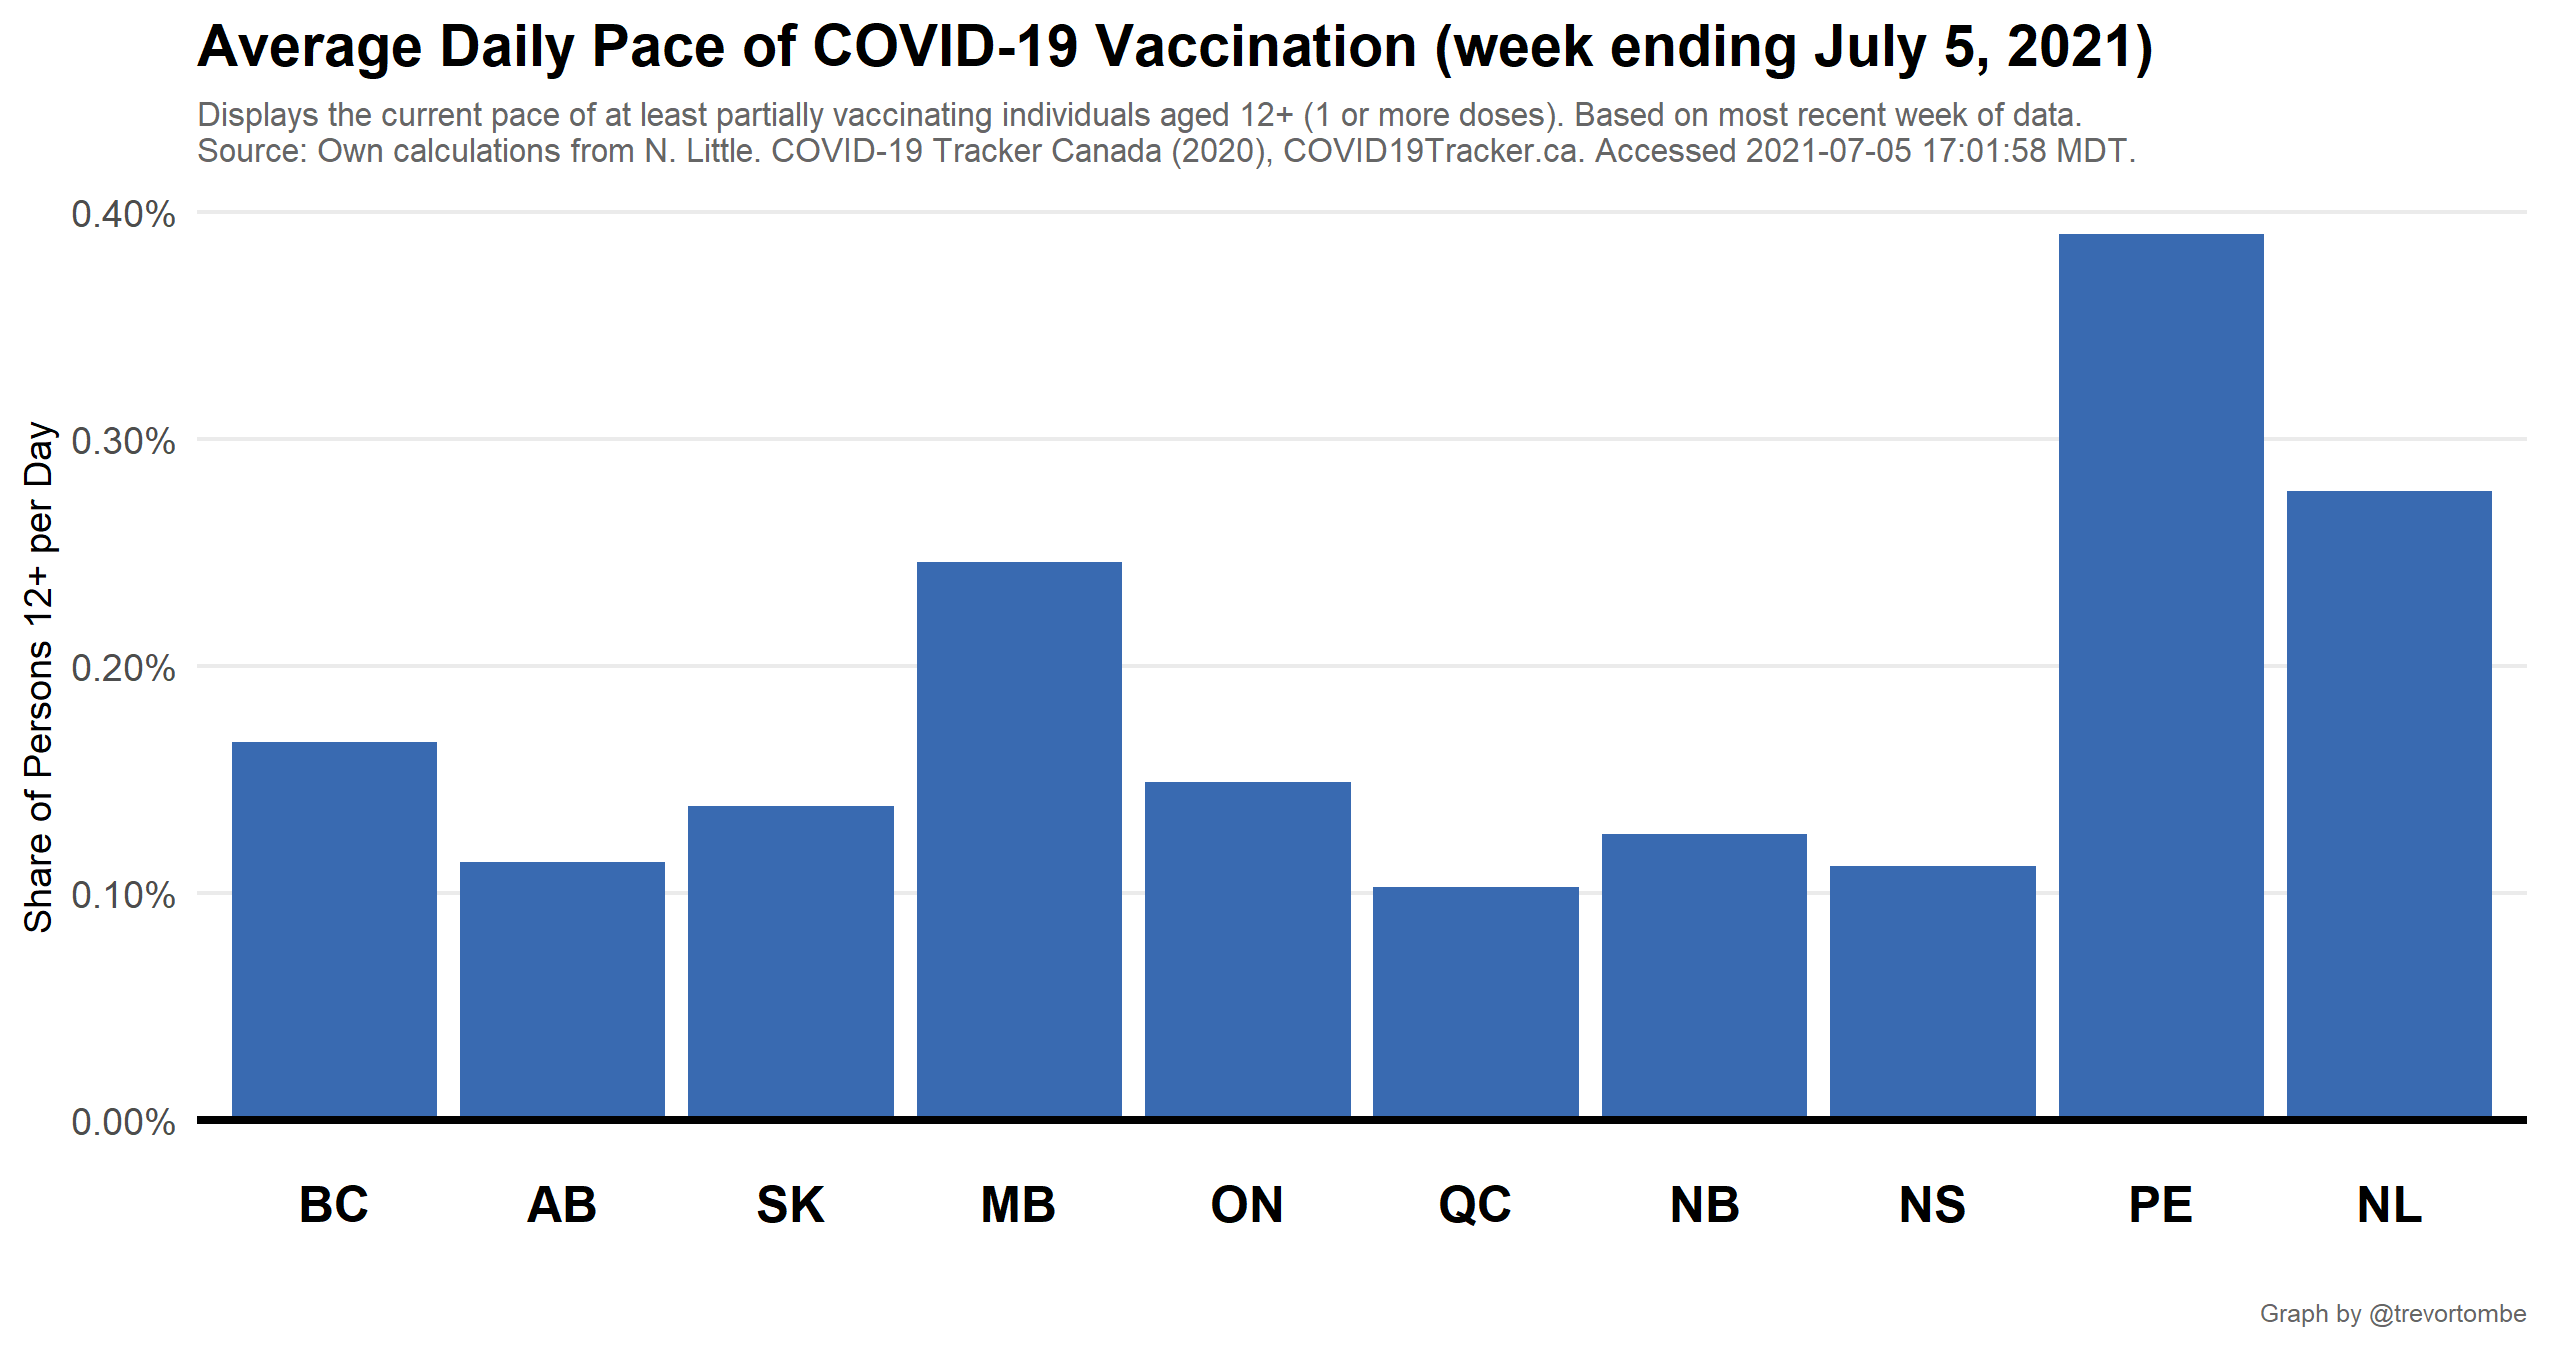 Average Daily Pace of COVID-19 Vaccination (week ending July 5, 2021)
Displays the current pace of at least partially vaccinating individuals aged 12+ (1 or more doses). Based on most recent week of data.
Source: Own calculations from N. Little. COVID-19 Tracker Canada (2020), COVID19Tracker.ca. Accessed 2021-07-05 17:01:58 MDT.
Share of Persons 12+ per Day
0.40%
0.30%
0.20%
0.10%
0.00%
BC AB SK MB ON QC NB NS PE NL
Graph by @trevortombe